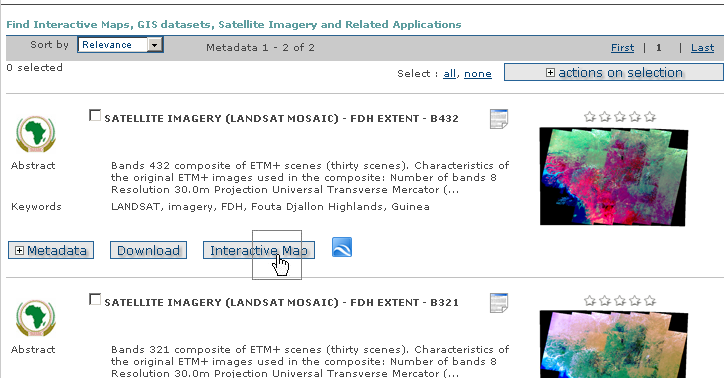 Find Interactive Maps, GIS datasets, Satellite Imagery and Related Applications
Sort by Relevance Metadata 1 - 2 of 2 First | 1 | Last
0 selected
Select : all, none actions on selection
SATELLITE IMAGERY (LANDSAT MOSAIC) - FDH EXTENT - B432
Abstract Bands 432 composite of ETM+ scenes (thirty scenes). Characteristics of
the original ETM+ images used in the composite: Number of bands 8
Resolution 30.0m Projection Universal Transverse Mercator (...
Keywords LANDSAT, imagery, FDH, Fouta Djallon Highlands, Guinea
Metadata Download Interactive Map
SATELLITE IMAGERY (LANDSAT MOSAIC) - FDH EXTENT - B321
Abstract Bands 321 composite of ETM+ scenes (thirty scenes). Characteristics of
the original ETM+ images used in the composite: Number of bands 8
Resolution 30.0m Projection Universal Transverse Mercator (...